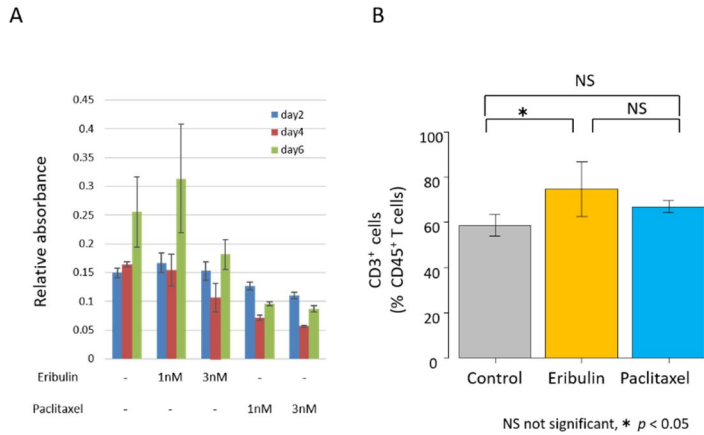 A
Relative absorbance
0.45
0.4
0.35
0.3
0.25
0.2
0.15
0.1
0.05
0
day2
day4
day6
Eribulin - 1nM 3nM - -
Paclitaxel - - - 1nM 3nM
B
NS
* NS
CD3⁺ cells
(% CD45⁺ T cells)
100
80
60
40
20
0
Control Eribulin Paclitaxel
NS not significant, * p < 0.05